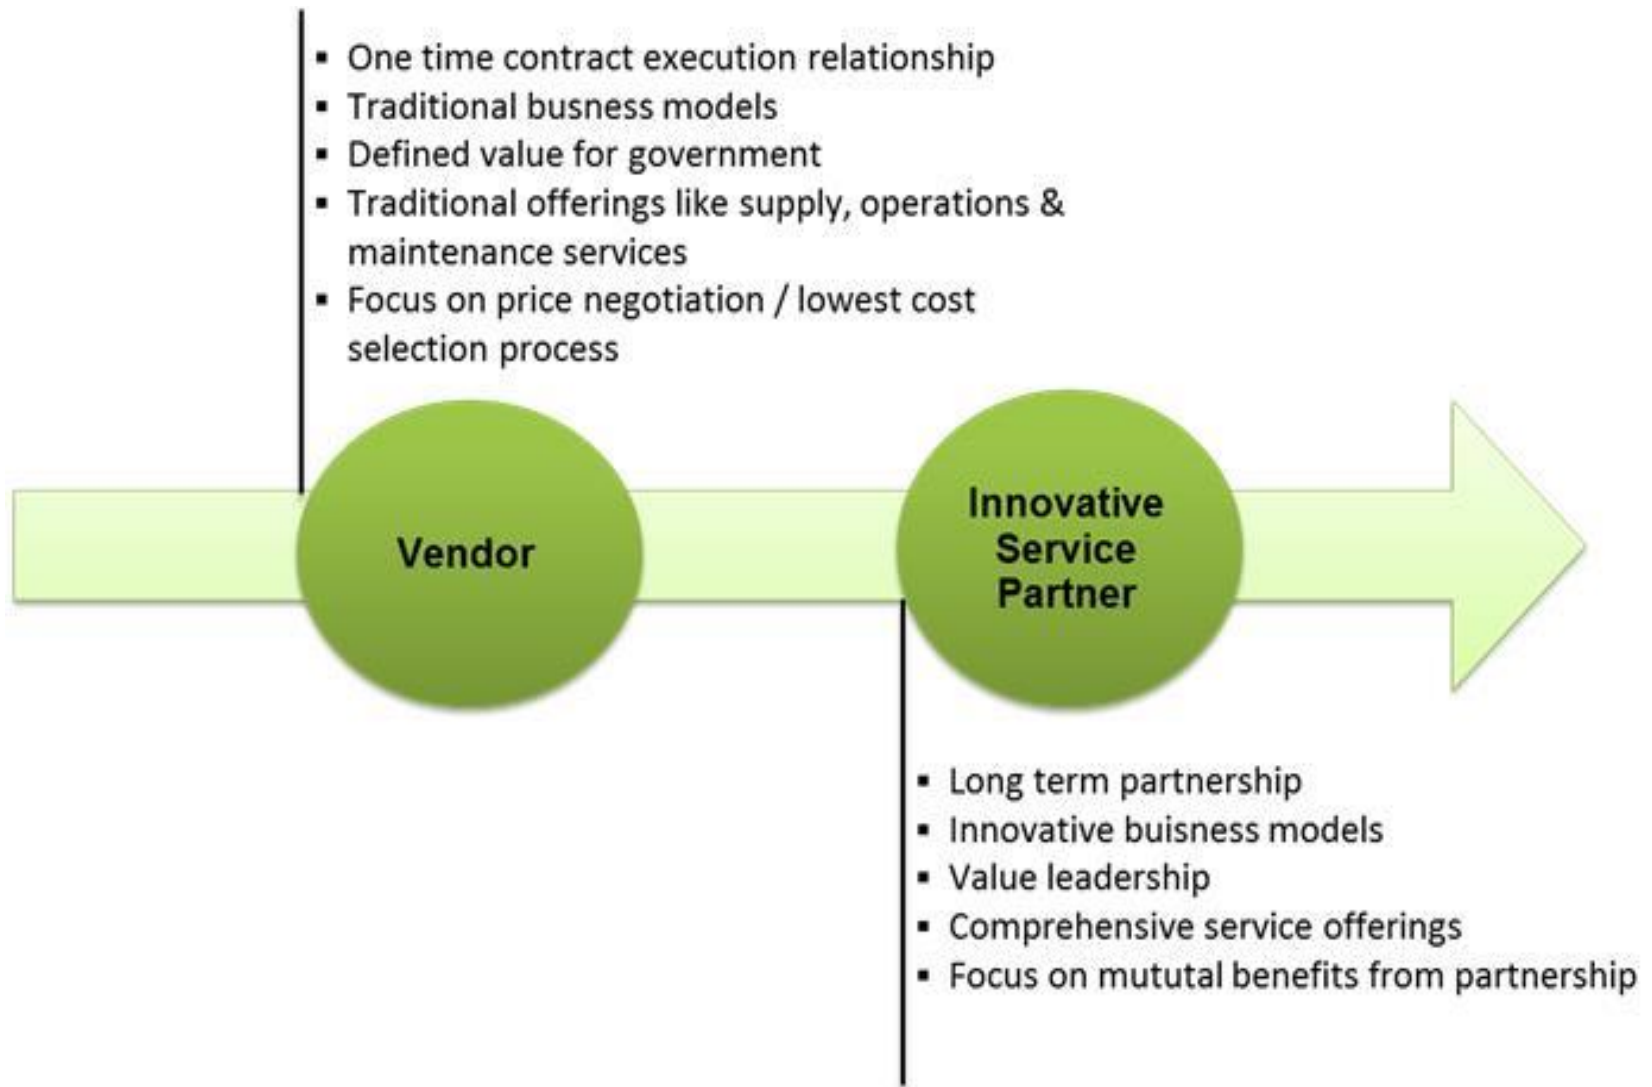 ▪ One time contract execution relationship
▪ Traditional busness models
▪ Defined value for government
▪ Traditional offerings like supply, operations &
maintenance services
▪ Focus on price negotiation / lowest cost
selection process
Vendor
Innovative
Service
Partner
▪ Long term partnership
▪ Innovative buisness models
▪ Value leadership
▪ Comprehensive service offerings
▪ Focus on mututal benefits from partnership